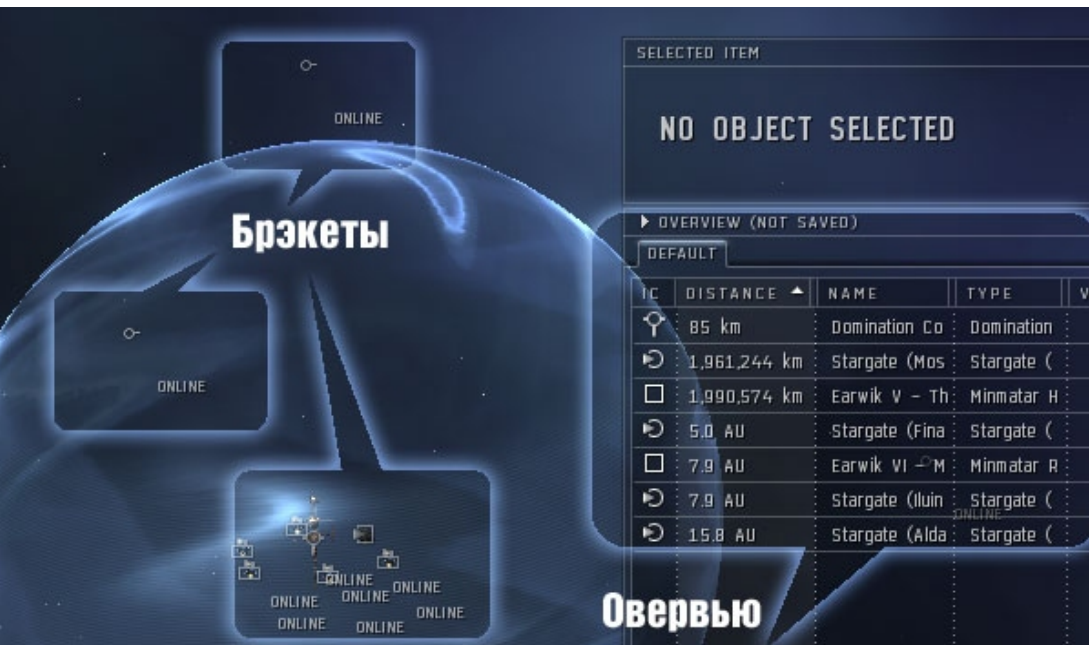 SELECTED ITEM
NO OBJECT SELECTED
ONLINE
Брэкеты
OVERVIEW (NOT SAVED)
DEFAULT
IC DISTANCE NAME TYPE V
85 km Domination Co Domination
1,961,244 km Stargate (Mos Stargate (
1,990,574 km Earwik V - Th Minmatar H
5.0 AU Stargate (Fina Stargate (
7.9 AU Earwik VI - M Minmatar R
7.9 AU Stargate (Iluin Stargate (
ONLINE
15.8 AU Stargate (Alda Stargate (
ONLINE
ONLINE ONLINE ONLINE
ONLINE ONLINE
ONLINE ONLINE
Овервью